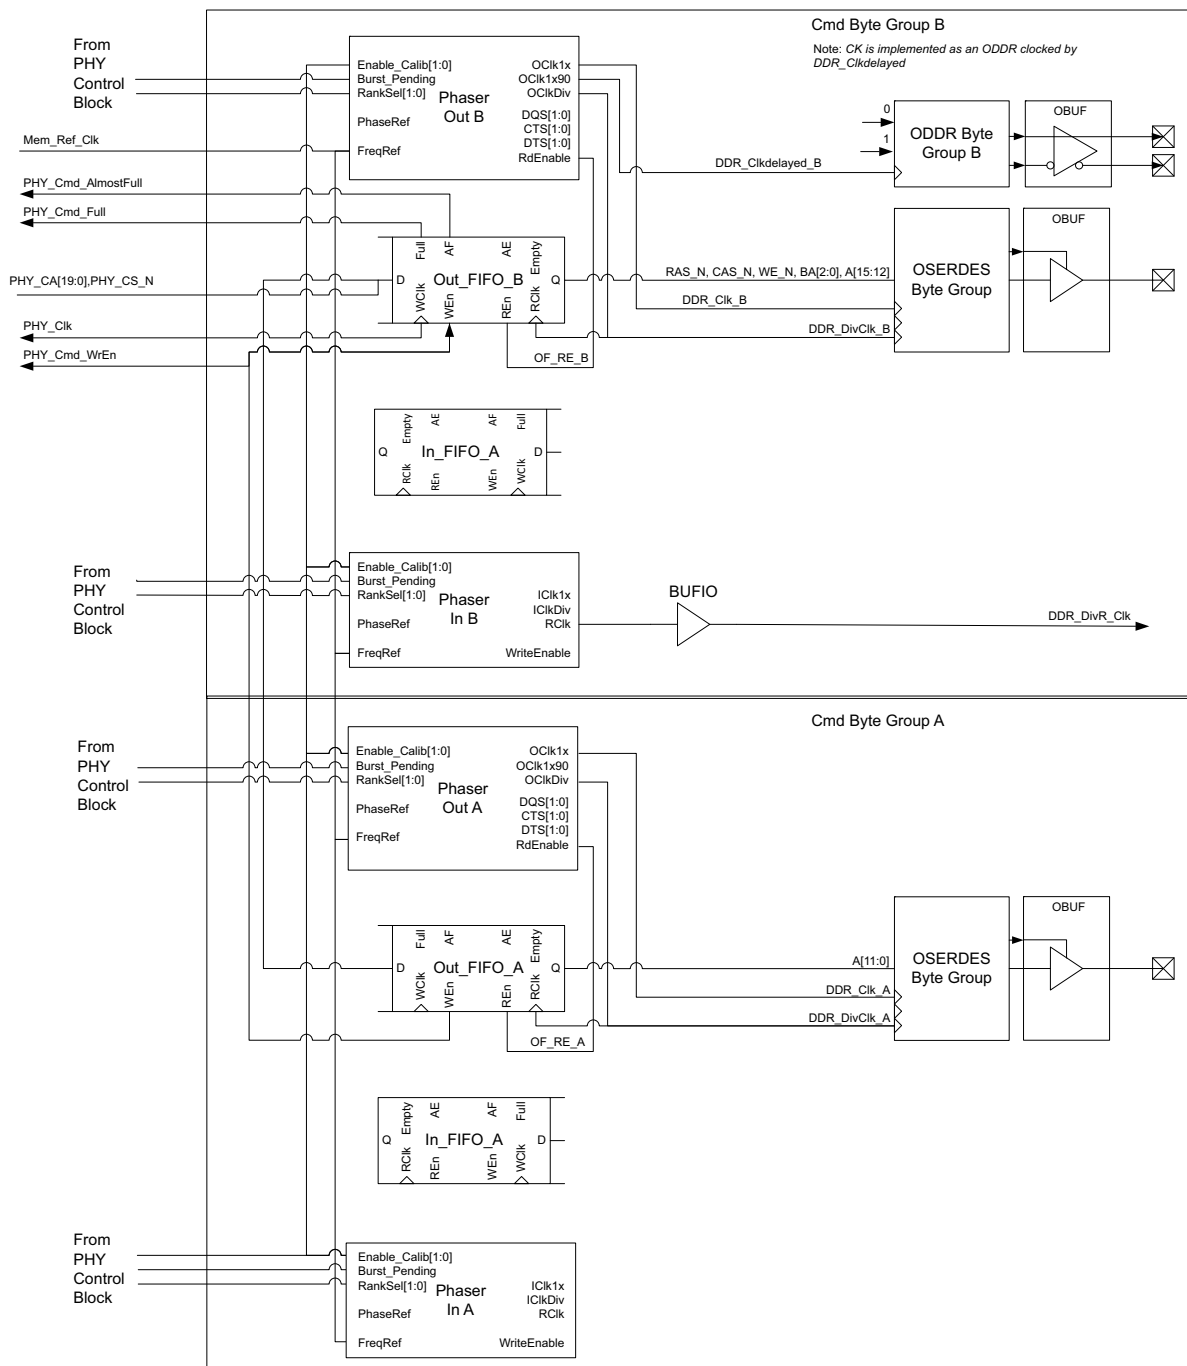 Cmd Byte Group B
Note: CK is implemented as an ODDR clocked by
DDR_Clkdelayed
From
PHY
Control
Block
Enable_Calib[1:0]
Burst_Pending
RankSel[1:0]
PhaseRef
FreqRef
Phaser
Out B
OClk1x
OClk1x90
OClkDiv
DQS[1:0]
CTS[1:0]
DTS[1:0]
RdEnable
Mem_Ref_Clk
PHY_Cmd_AlmostFull
PHY_Cmd_Full
PHY_CA[19:0],PHY_CS_N
PHY_Clk
PHY_Cmd_WrEn
0
1
ODDR Byte
Group B
OBUF
DDR_Clkdelayed_B
Full
AF
AE
Empty
D
Out_FIFO_B
Q
WClk
WEn
REn
RClk
OF_RE_B
RAS_N, CAS_N, WE_N, BA[2:0], A[15:12]
DDR_Clk_B
DDR_DivClk_B
OSERDES
Byte Group
OBUF
Empty
AE
AF
Full
Q
In_FIFO_A
D
RClk
REn
WEn
WClk
From
PHY
Control
Block
Enable_Calib[1:0]
Burst_Pending
RankSel[1:0]
PhaseRef
FreqRef
Phaser
In B
IClk1x
IClkDiv
RClk
WriteEnable
BUFIO
DDR_DivR_Clk
Cmd Byte Group A
From
PHY
Control
Block
Enable_Calib[1:0]
Burst_Pending
RankSel[1:0]
PhaseRef
FreqRef
Phaser
Out A
OClk1x
OClk1x90
OClkDiv
DQS[1:0]
CTS[1:0]
DTS[1:0]
RdEnable
Full
AF
AE
Empty
D
Out_FIFO_A
Q
WClk
WEn
REn
RClk
OF_RE_A
A[11:0]
DDR_Clk_A
DDR_DivClk_A
OSERDES
Byte Group
OBUF
Empty
AE
AF
Full
Q
In_FIFO_A
D
RClk
REn
WEn
WClk
From
PHY
Control
Block
Enable_Calib[1:0]
Burst_Pending
RankSel[1:0]
PhaseRef
FreqRef
Phaser
In A
IClk1x
IClkDiv
RClk
WriteEnable